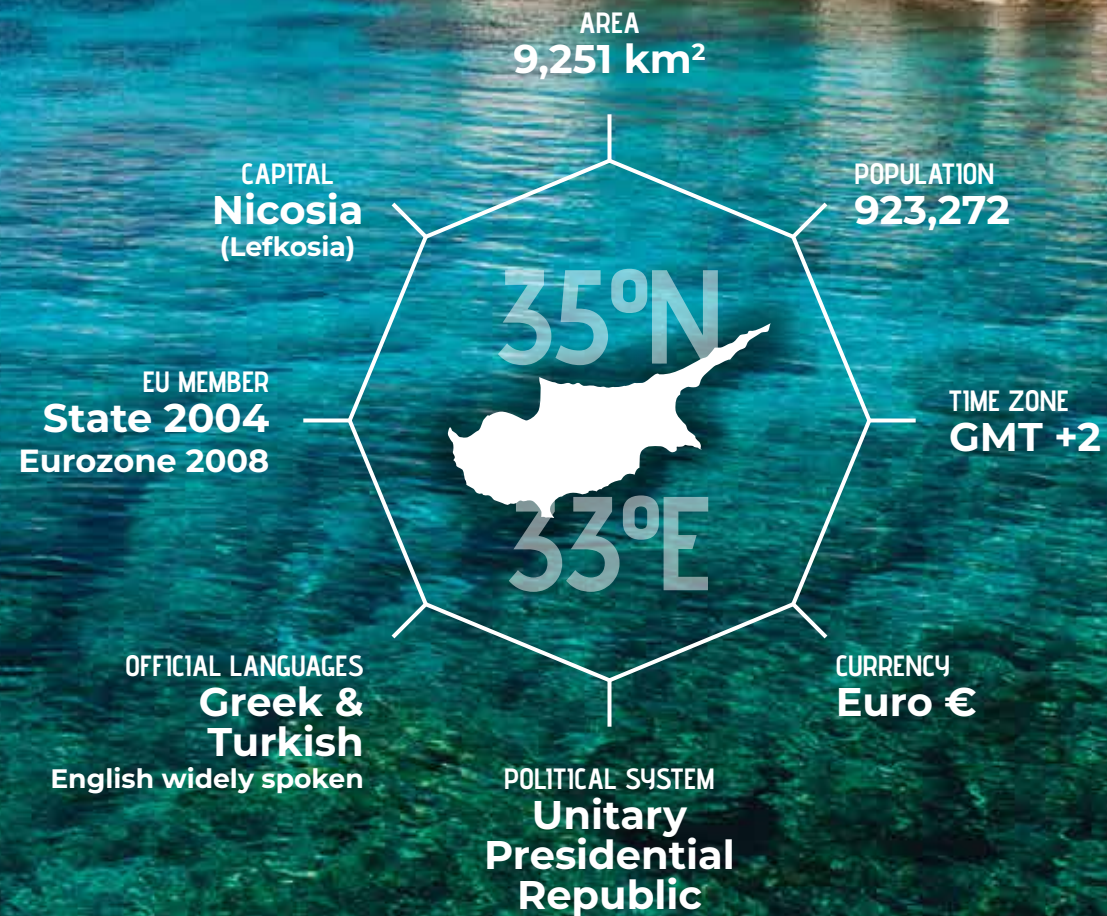 AREA
9,251 km²
CAPITAL
Nicosia
(Lefkosia)
POPULATION
923,272
35ºN
EU MEMBER
State 2004
Eurozone 2008
TIME ZONE
GMT +2
33ºE
OFFICIAL LANGUAGES
Greek &
Turkish
English widely spoken
CURRENCY
Euro €
POLITICAL SYSTEM
Unitary
Presidential
Republic